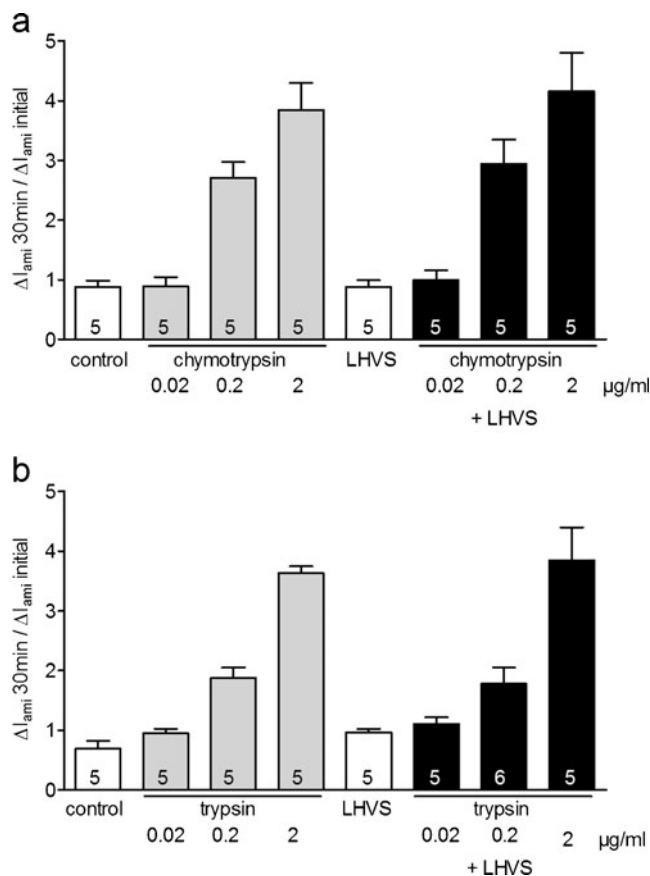 a
ΔIami 30min / ΔIami initial
5
4
3
2
1
0
5 5 5 5 5 5 5 5
control chymotrypsin LHVS chymotrypsin
0.02 0.2 2 0.02 0.2 2 µg/ml
+ LHVS
b
ΔIami 30min / ΔIami initial
5
4
3
2
1
0
5 5 5 5 5 5 6 5
control trypsin LHVS trypsin
0.02 0.2 2 0.02 0.2 2 µg/ml
+ LHVS